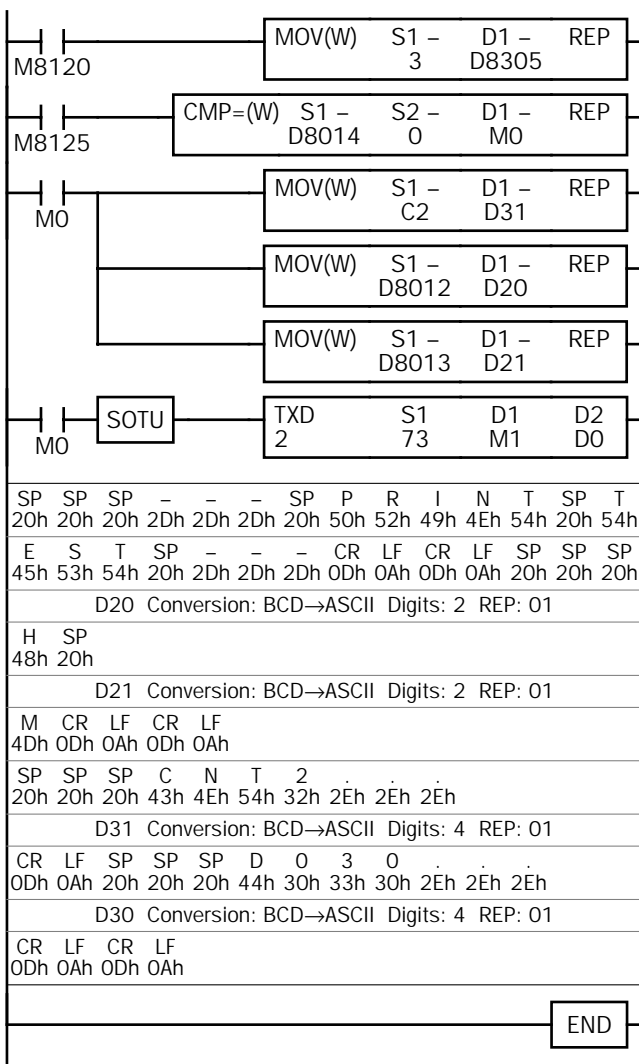 MOV(W) S1 – D1 – REP
M8120 3 D8305
CMP=(W) S1 – S2 – D1 – REP
M8125 D8014 0 M0
MOV(W) S1 – D1 – REP
M0 C2 D31
MOV(W) S1 – D1 – REP
D8012 D20
MOV(W) S1 – D1 – REP
D8013 D21
SOTU TXD S1 D1 D2
M0 2 73 M1 D0
SP SP SP – – – SP P R I N T SP T
20h 20h 20h 2Dh 2Dh 2Dh 20h 50h 52h 49h 4Eh 54h 20h 54h
E S T SP – – – CR LF CR LF SP SP SP
45h 53h 54h 20h 2Dh 2Dh 2Dh 0Dh 0Ah 0Dh 0Ah 20h 20h 20h
D20 Conversion: BCD→ASCII Digits: 2 REP: 01
H SP
48h 20h
D21 Conversion: BCD→ASCII Digits: 2 REP: 01
M CR LF CR LF
4Dh 0Dh 0Ah 0Dh 0Ah
SP SP SP C N T 2 . . .
20h 20h 20h 43h 4Eh 54h 32h 2Eh 2Eh 2Eh
D31 Conversion: BCD→ASCII Digits: 4 REP: 01
CR LF SP SP SP D 0 3 0 . . .
0Dh 0Ah 20h 20h 20h 44h 30h 33h 30h 2Eh 2Eh 2Eh
D30 Conversion: BCD→ASCII Digits: 4 REP: 01
CR LF CR LF
0Dh 0Ah 0Dh 0Ah
END